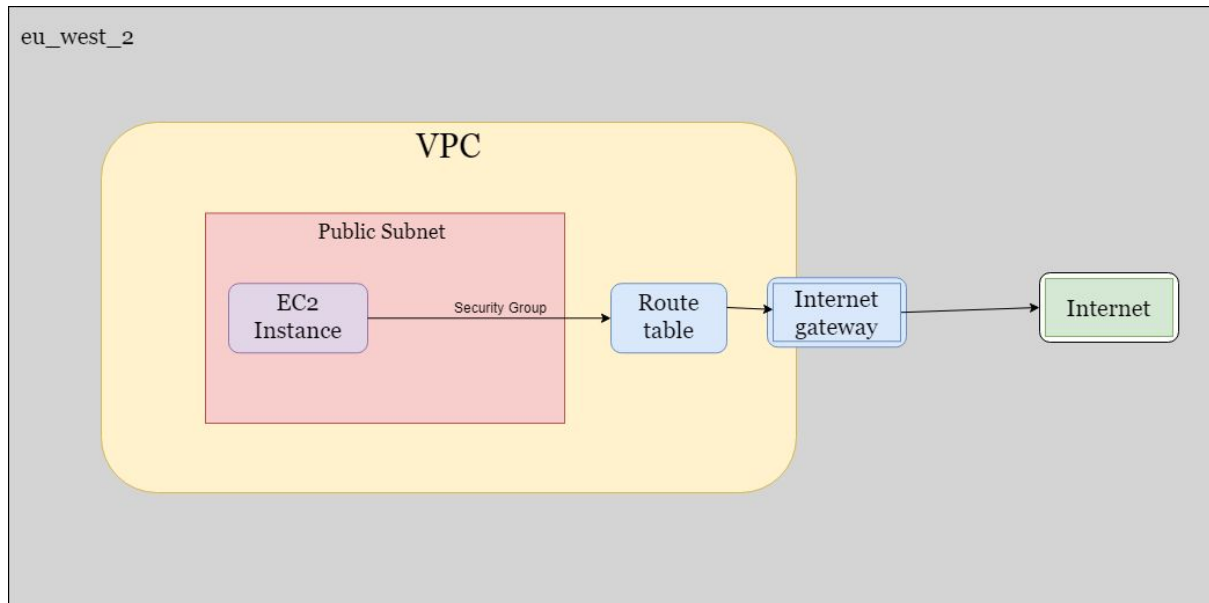 eu_west_2
VPC
Public Subnet
EC2
Instance
Security Group
Route
table
Internet
gateway
Internet